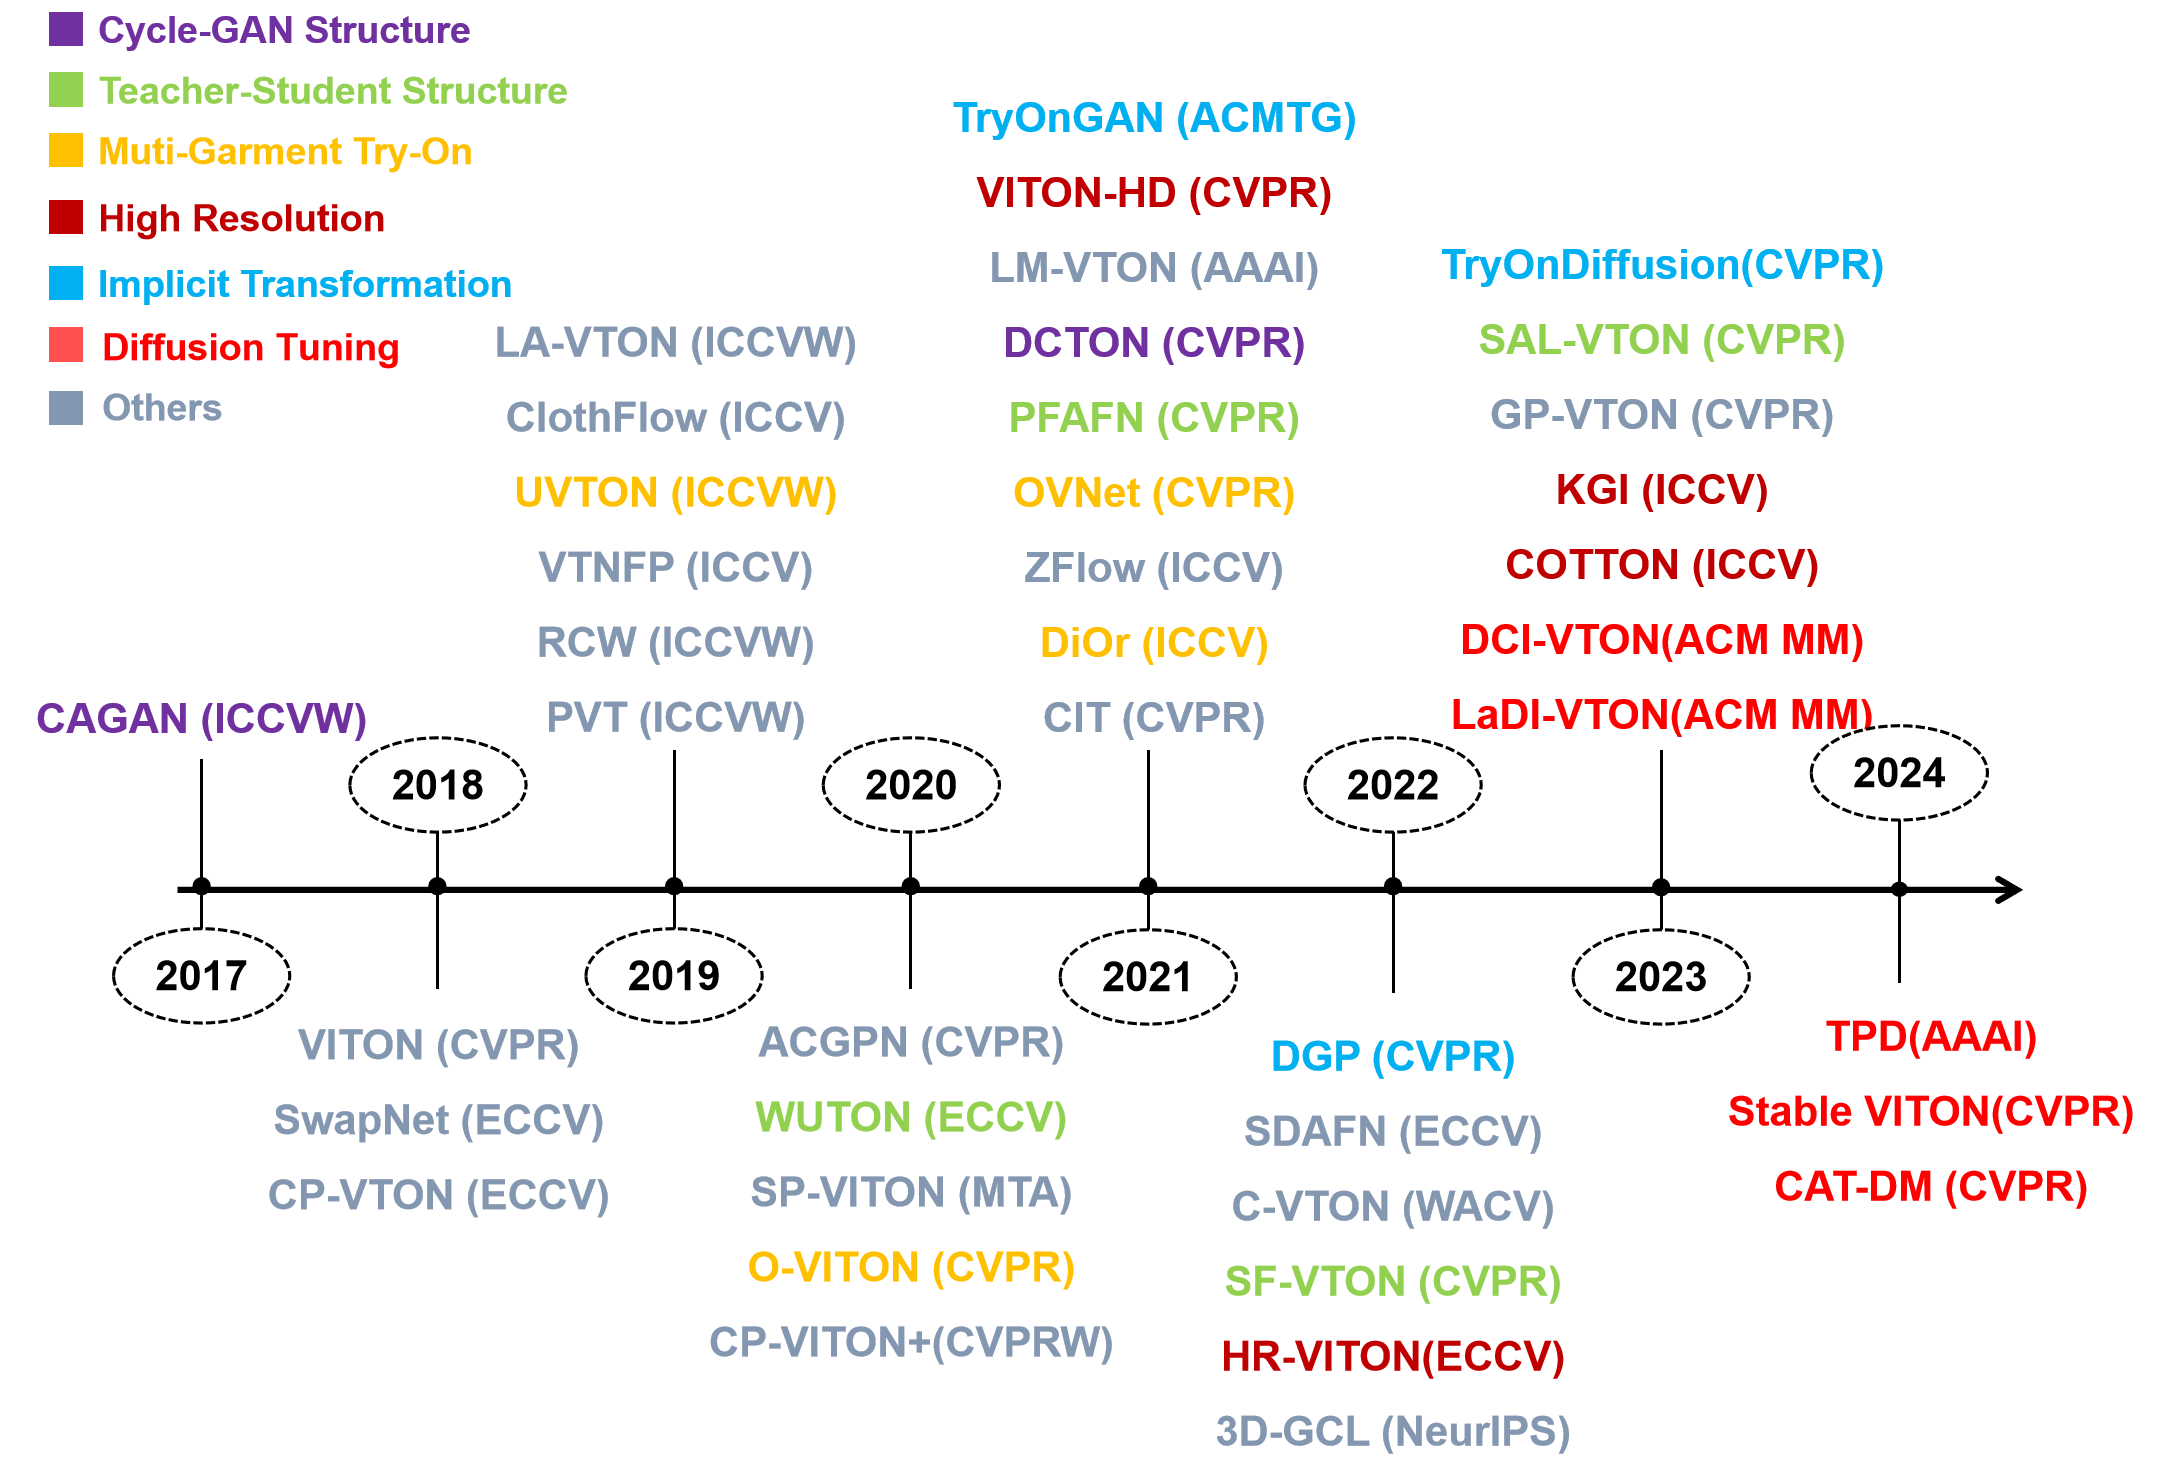 Cycle-GAN Structure
Teacher-Student Structure
Muti-Garment Try-On
High Resolution
Implicit Transformation
Diffusion Tuning
Others
CAGAN (ICCVW)
2017
2018
VITON (CVPR)
SwapNet (ECCV)
CP-VTON (ECCV)
LA-VTON (ICCVW)
ClothFlow (ICCV)
UVTON (ICCVW)
VTNFP (ICCV)
RCW (ICCVW)
PVT (ICCVW)
2019
2020
ACGPN (CVPR)
WUTON (ECCV)
SP-VITON (MTA)
O-VITON (CVPR)
CP-VITON+(CVPRW)
TryOnGAN (ACMTG)
VITON-HD (CVPR)
LM-VTON (AAAI)
DCTON (CVPR)
PFAFN (CVPR)
OVNet (CVPR)
ZFlow (ICCV)
DiOr (ICCV)
CIT (CVPR)
2021
2022
DGP (CVPR)
SDAFN (ECCV)
C-VTON (WACV)
SF-VTON (CVPR)
HR-VITON(ECCV)
3D-GCL (NeurIPS)
TryOnDiffusion(CVPR)
SAL-VTON (CVPR)
GP-VTON (CVPR)
KGI (ICCV)
COTTON (ICCV)
DCI-VTON(ACM MM)
LaDI-VTON(ACM MM)
2023
2024
TPD(AAAI)
Stable VITON(CVPR)
CAT-DM (CVPR)